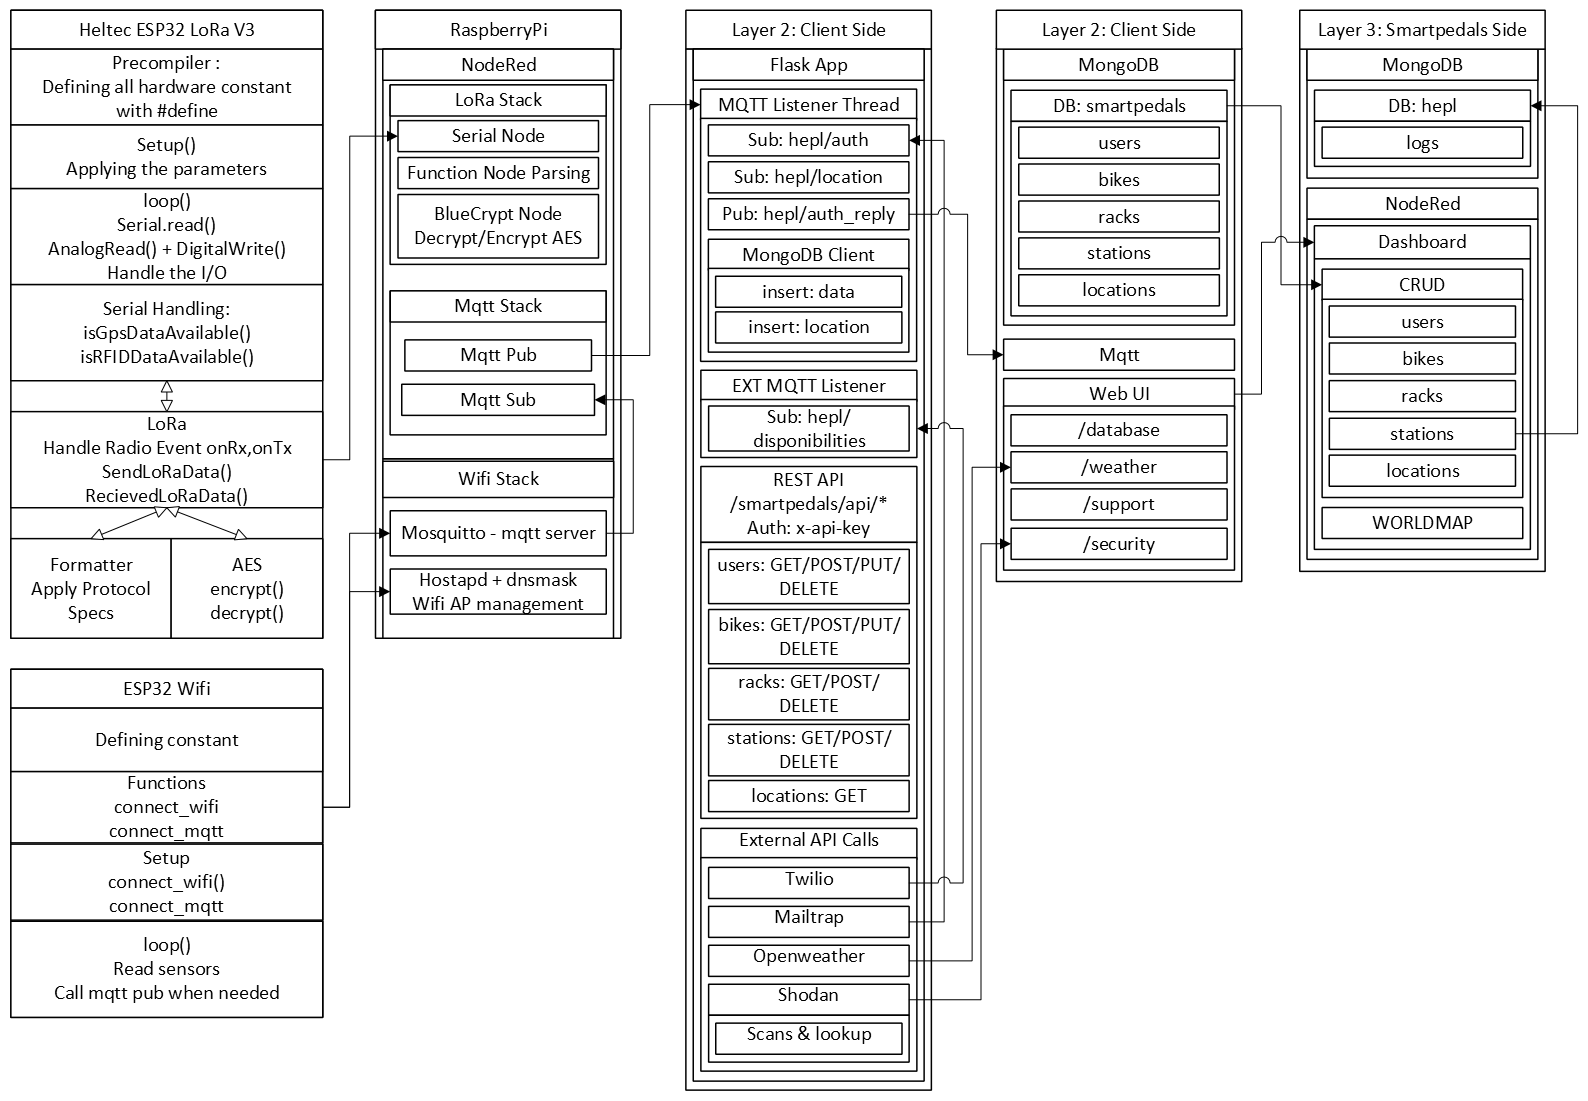 Heltec ESP32 LoRa V3
Precompiler :
Defining all hardware constant
with #define
Setup()
Applying the parameters
loop()
Serial.read()
AnalogRead() + DigitalWrite()
Handle the I/O
Serial Handling:
isGpsDataAvailable()
isRFIDDataAvailable()
LoRa
Handle Radio Event onRx,onTx
SendLoRaData()
RecievedLoRaData()
Formatter
Apply Protocol
Specs
AES
encrypt()
decrypt()
ESP32 Wifi
Defining constant
Functions
connect_wifi
connect_mqtt
Setup
connect_wifi()
connect_mqtt
loop()
Read sensors
Call mqtt pub when needed
RaspberryPi
NodeRed
LoRa Stack
Serial Node
Function Node Parsing
BlueCrypt Node
Decrypt/Encrypt AES
Mqtt Stack
Mqtt Pub
Mqtt Sub
Wifi Stack
Mosquitto - mqtt server
Hostapd + dnsmask
Wifi AP management
Layer 2: Client Side
Flask App
MQTT Listener Thread
Sub: hepl/auth
Sub: hepl/location
Pub: hepl/auth_reply
MongoDB Client
insert: data
insert: location
EXT MQTT Listener
Sub: hepl/
disponibilities
REST API
/smartpedals/api/*
Auth: x-api-key
users: GET/POST/PUT/
DELETE
bikes: GET/POST/PUT/
DELETE
racks: GET/POST/
DELETE
stations: GET/POST/
DELETE
locations: GET
External API Calls
Twilio
Mailtrap
Openweather
Shodan
Scans & lookup
Layer 2: Client Side
MongoDB
DB: smartpedals
users
bikes
racks
stations
locations
Mqtt
Web UI
/database
/weather
/support
/security
Layer 3: Smartpedals Side
MongoDB
DB: hepl
logs
NodeRed
Dashboard
CRUD
users
bikes
racks
stations
locations
WORLDMAP